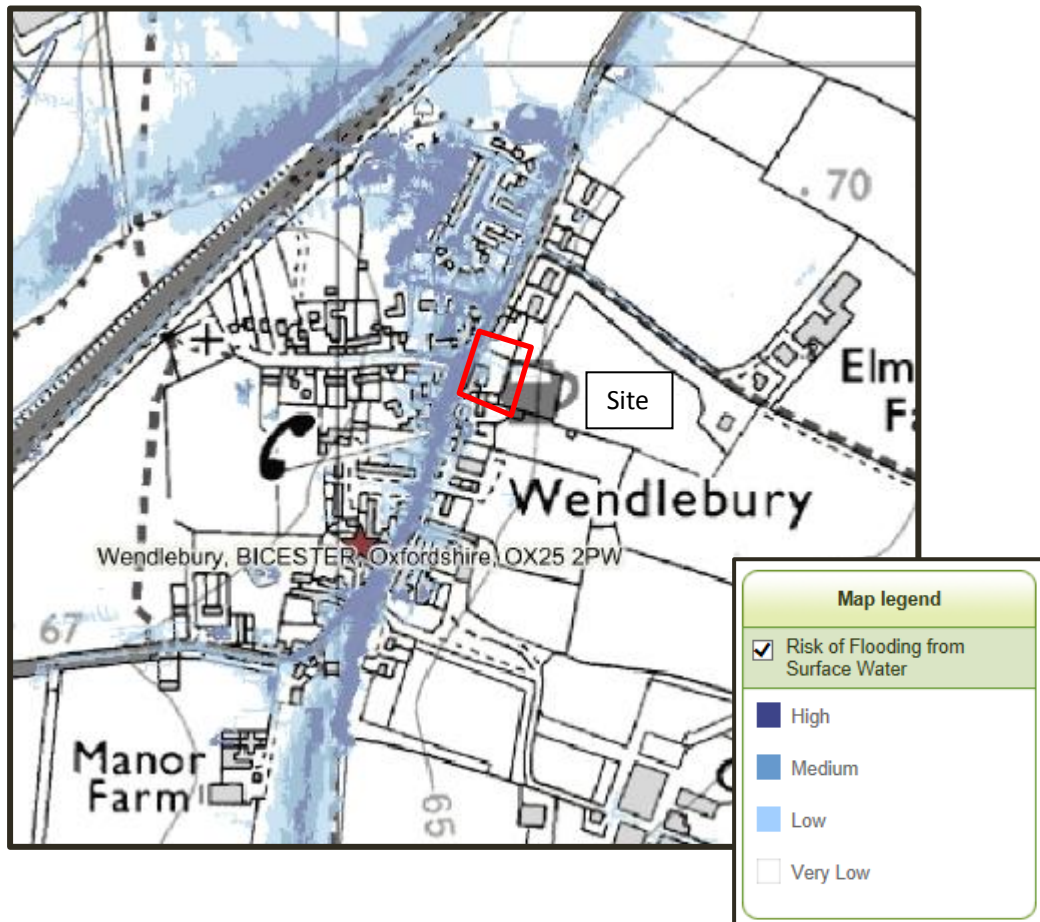 70
Elm
Fa
Site
Wendlebury
Wendlebury, BICESTER, Oxfordshire, OX25 2PW
67
Manor
Farm
65
Map legend
Risk of Flooding from
Surface Water
High
Medium
Low
Very Low